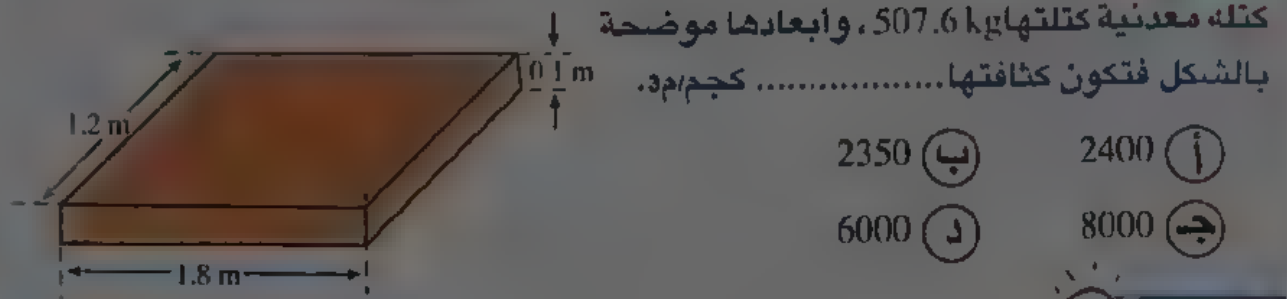 كتلة معدنية كتلتها 507.6 kg، وأبعادها موضحة
بالشكل فتكون كثافتها.................. كجم/م3.
أ 2400
ب 2350
جـ 8000
د 6000
0.1 m
1.2 m
1.8 m